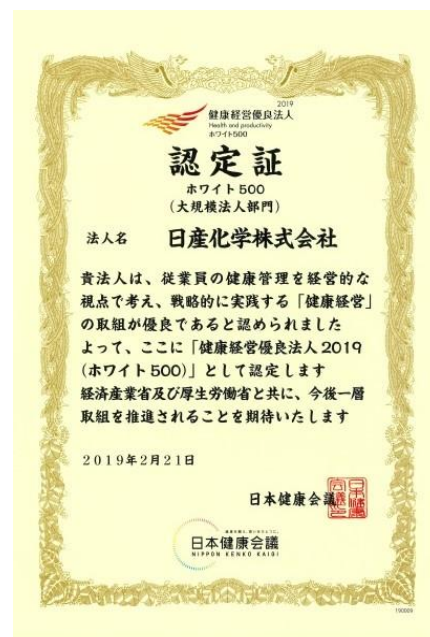 2019
健康経営優良法人
Health and productivity
ホワイト500
認定証
ホワイト500
(大規模法人部門)
法人名 日産化学株式会社
貴法人は、従業員の健康管理を経営的な
視点で考え、戦略的に実践する「健康経営」
の取組が優良であると認められました
よって、ここに「健康経営優良法人2019
(ホワイト500)」として認定します
経済産業省及び厚生労働省と共に、今後一層
取組を推進されることを期待いたします
2019年2月21日
日本健康会議
日本健康会議
NIPPON KENKO KAIGI